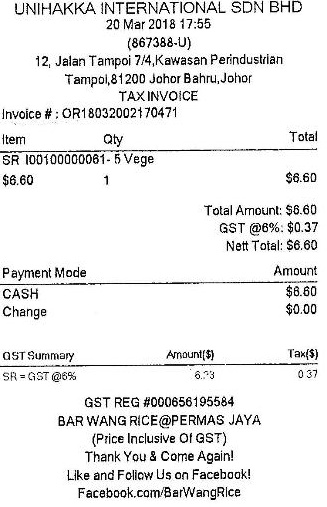 UNIHAKKA INTERNATIONAL SDN BHD
20 Mar 2018 17:55
(867388-U)
12, Jalan Tampoi 7/4,Kawasan Perindustrian
Tampoi,81200 Johor Bahru,Johor
TAX INVOICE
Invoice # : OR18032002170471
Item Qty Total
SR I00100000061- 5 Vege
$6.60 1 $6.60
Total Amount: $6.60
GST @6%: $0.37
Nett Total: $6.60
Payment Mode Amount
CASH $6.60
Change $0.00
GST Summary Amount($) Tax($)
SR = GST @6% 6.23 0.37
GST REG #000656195584
BAR WANG RICE@PERMAS JAYA
(Price Inclusive Of GST)
Thank You & Come Again!
Like and Follow Us on Facebook!
Facebook.com/BarWangRice